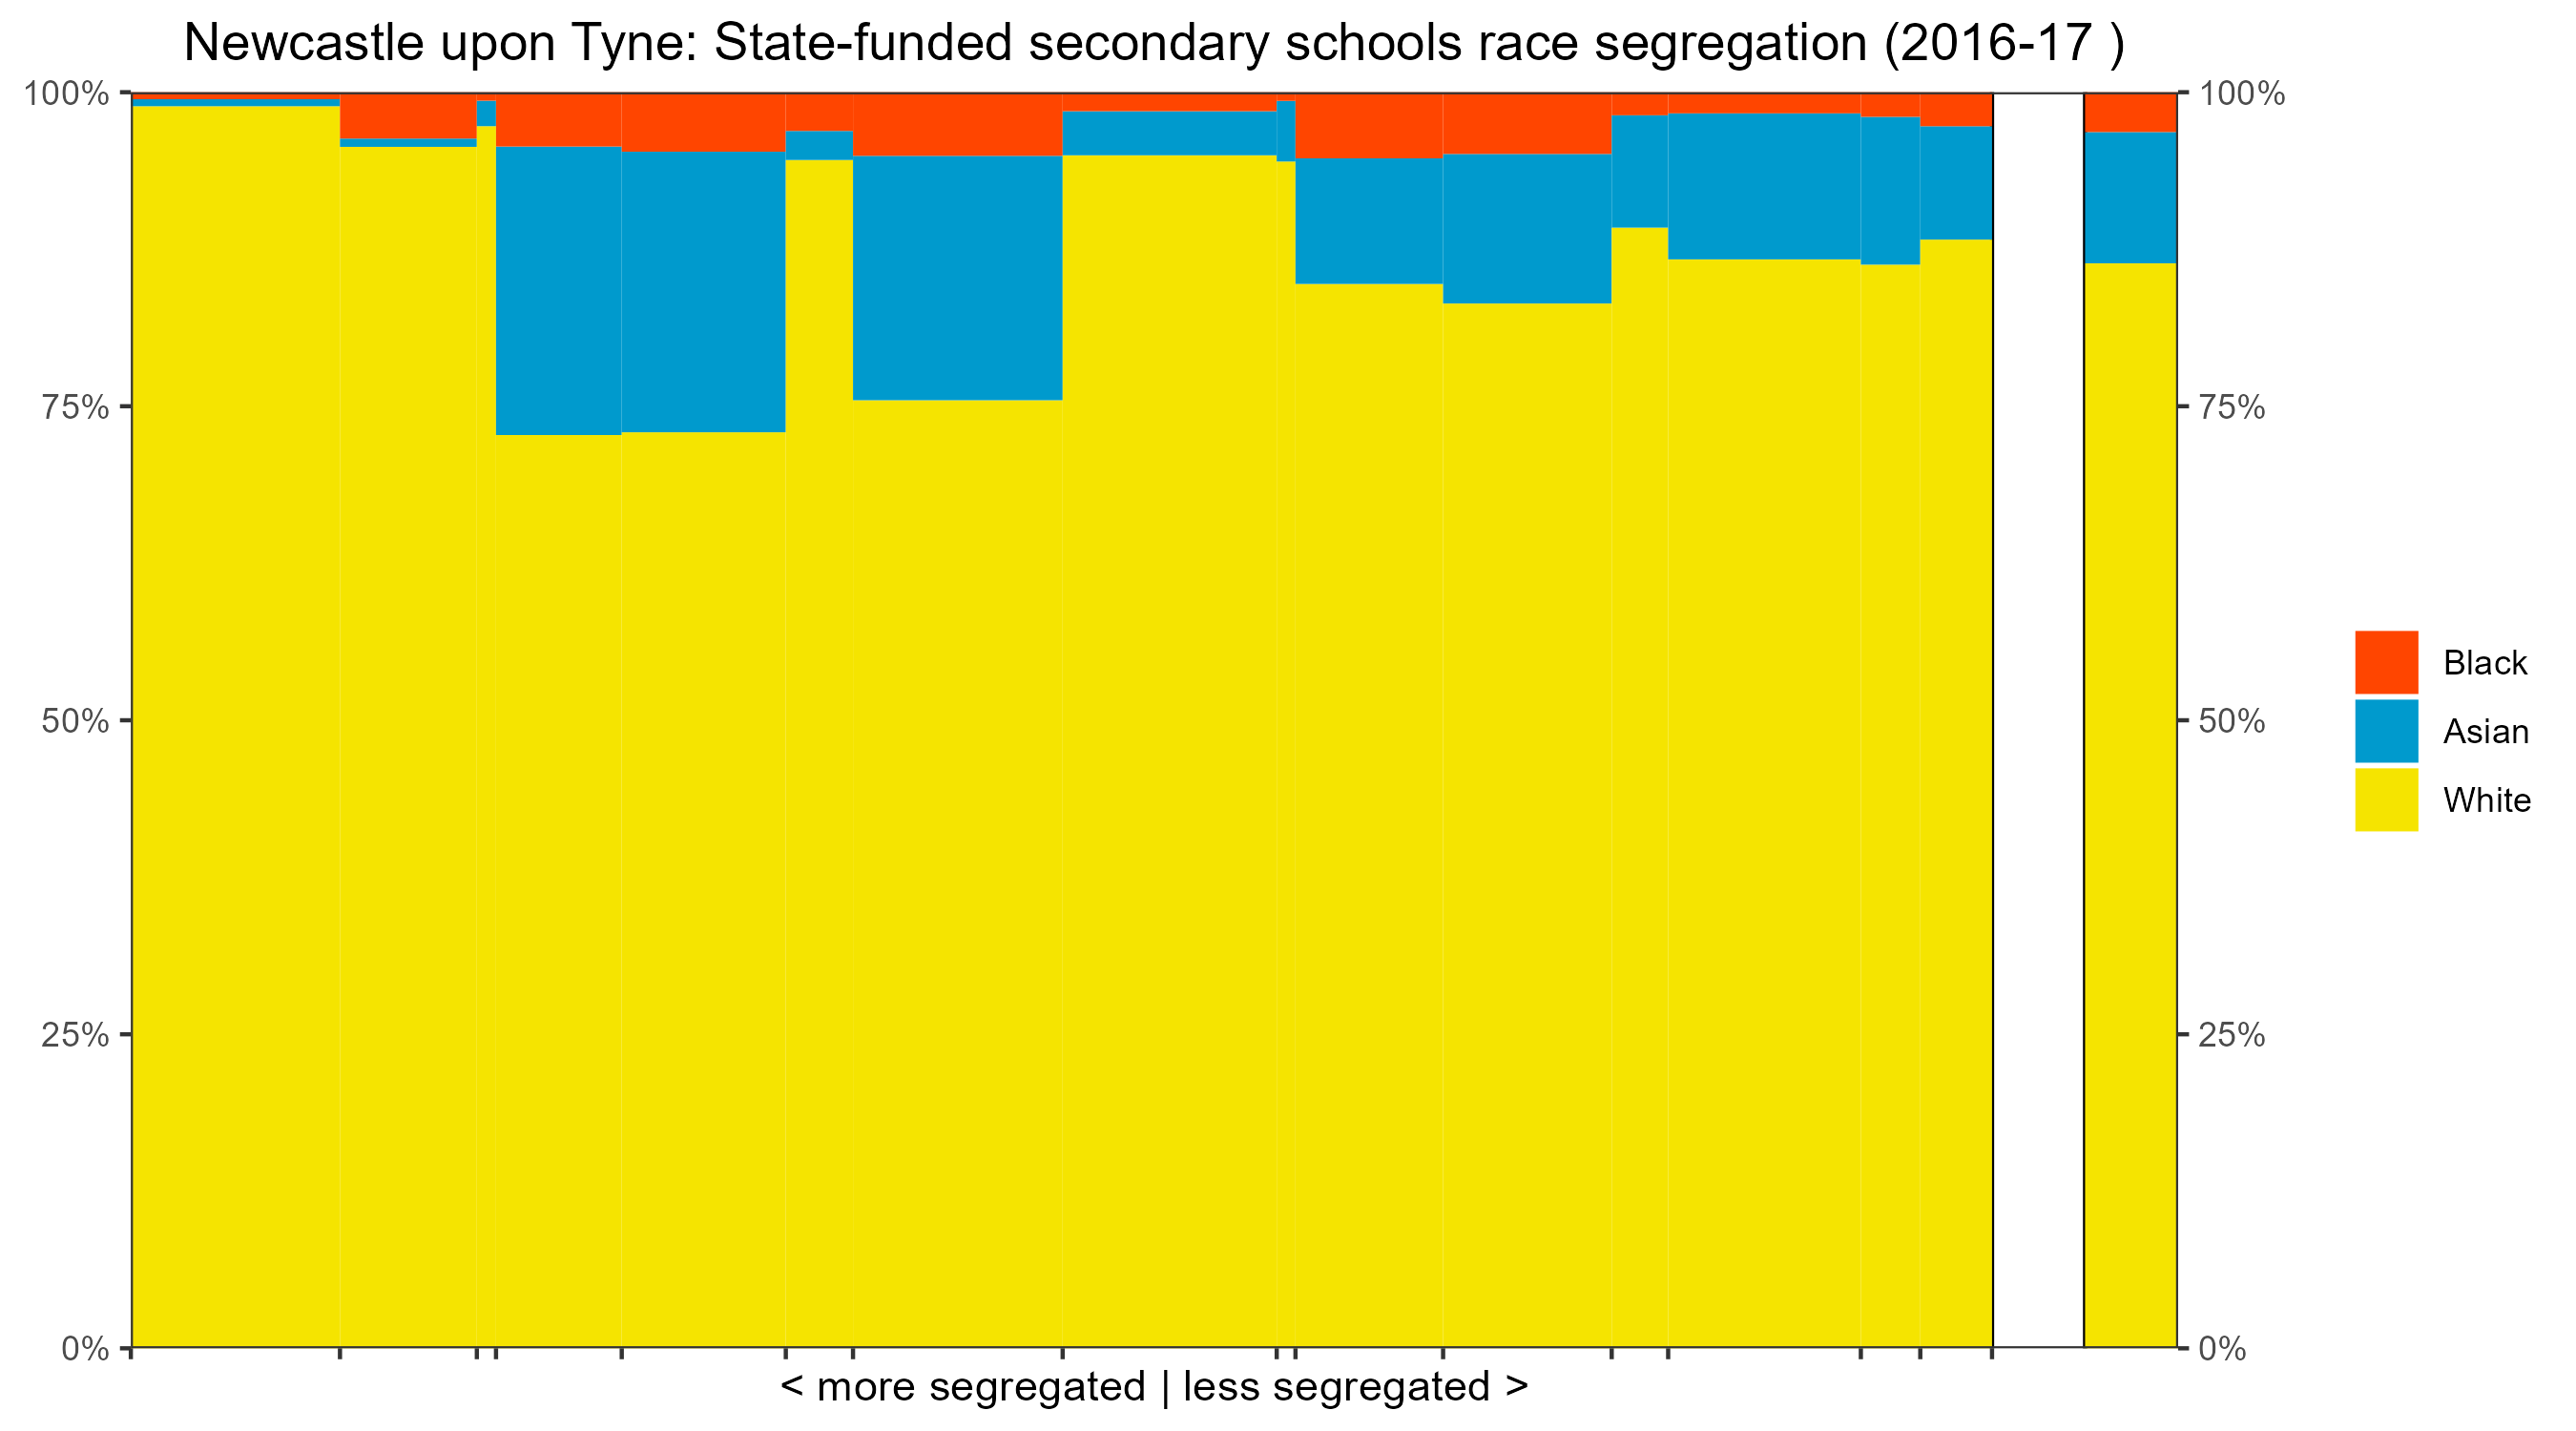 Newcastle upon Tyne: State-funded secondary schools race segregation (2016-17 )
100%
75%
50%
25%
0%
100%
75%
50%
25%
0%
Black
Asian
White
< more segregated | less segregated >